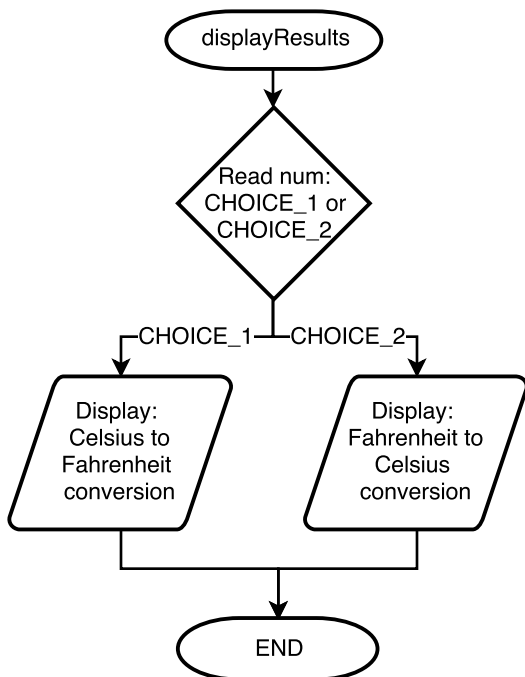 displayResults
Read num:
CHOICE_1 or
CHOICE_2
CHOICE_1
CHOICE_2
Display:
Celsius to
Fahrenheit
conversion
Display:
Fahrenheit to
Celsius
conversion
END